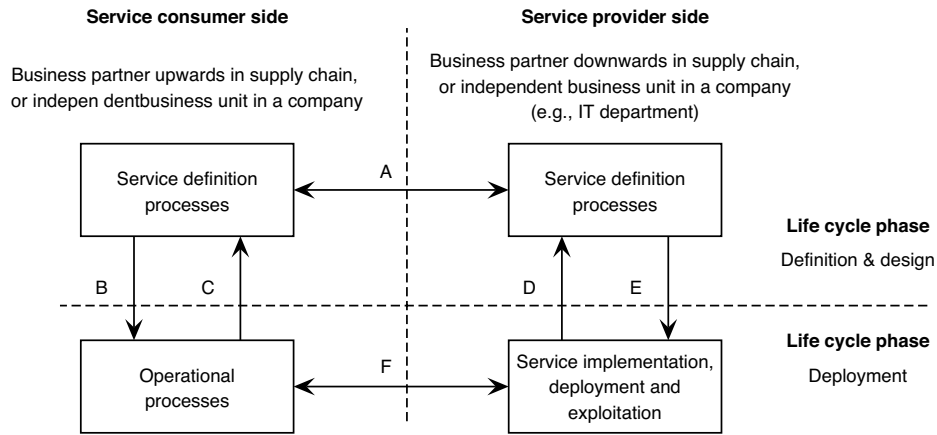 Service consumer side
Service provider side
Business partner upwards in supply chain,
or indepen dentbusiness unit in a company
Business partner downwards in supply chain,
or independent business unit in a company
(e.g., IT department)
Service definition
processes
A
Service definition
processes
Life cycle phase
Definition & design
B
C
D
E
Operational
processes
F
Service implementation,
deployment and
exploitation
Life cycle phase
Deployment